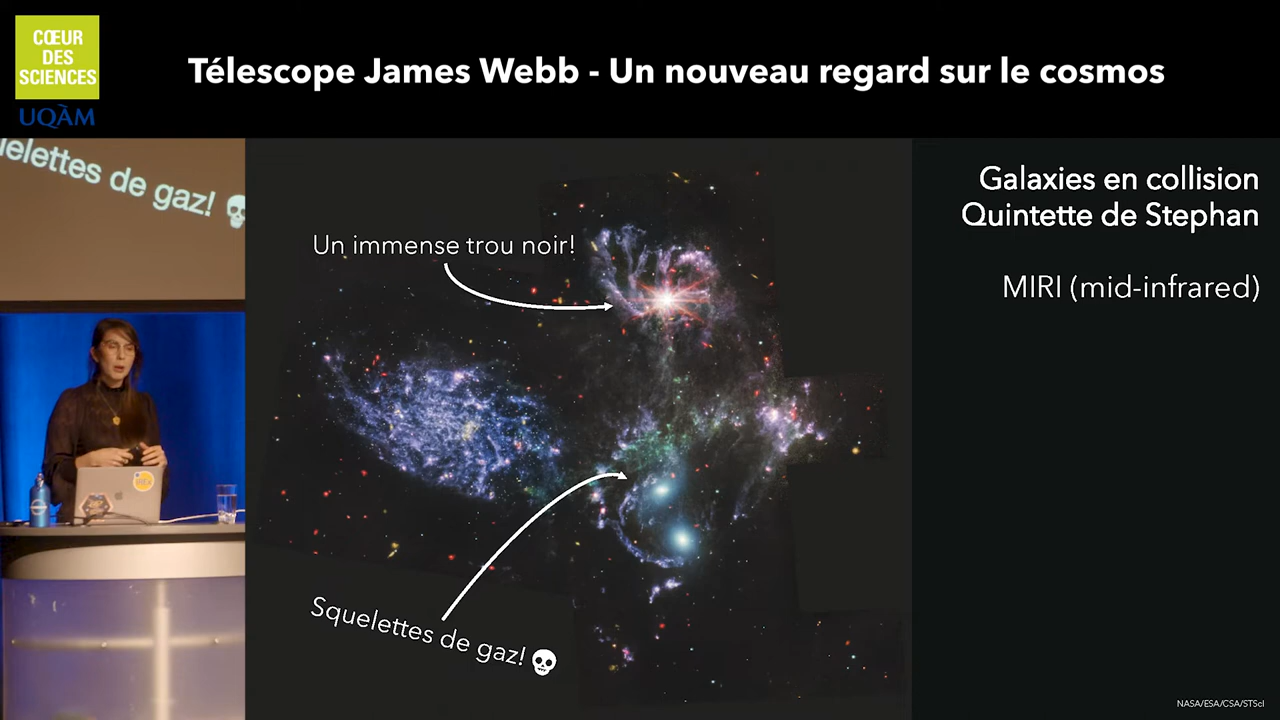 CŒUR
DES
SCIENCES
UQÀM
Télescope James Webb - Un nouveau regard sur le cosmos
elettes de gaz!
Un immense trou noir!
Squelettes de gaz!
Galaxies en collision
Quintette de Stephan
MIRI (mid-infrared)
NASA/ESA/CSA/STScI